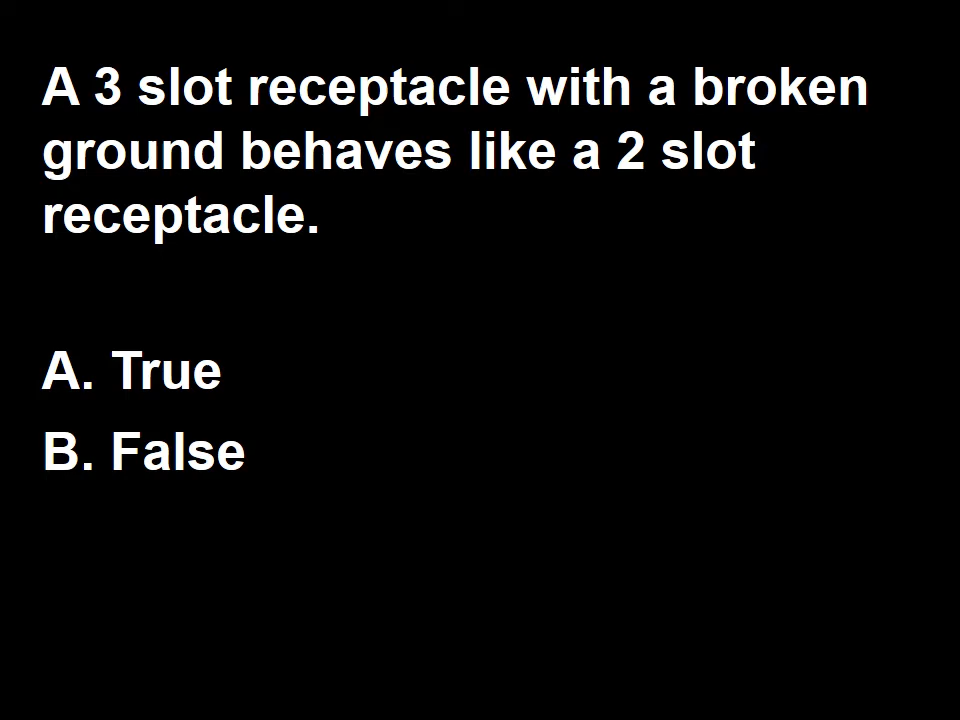 A 3 slot receptacle with a broken
ground behaves like a 2 slot
receptacle.
A. True
B. False